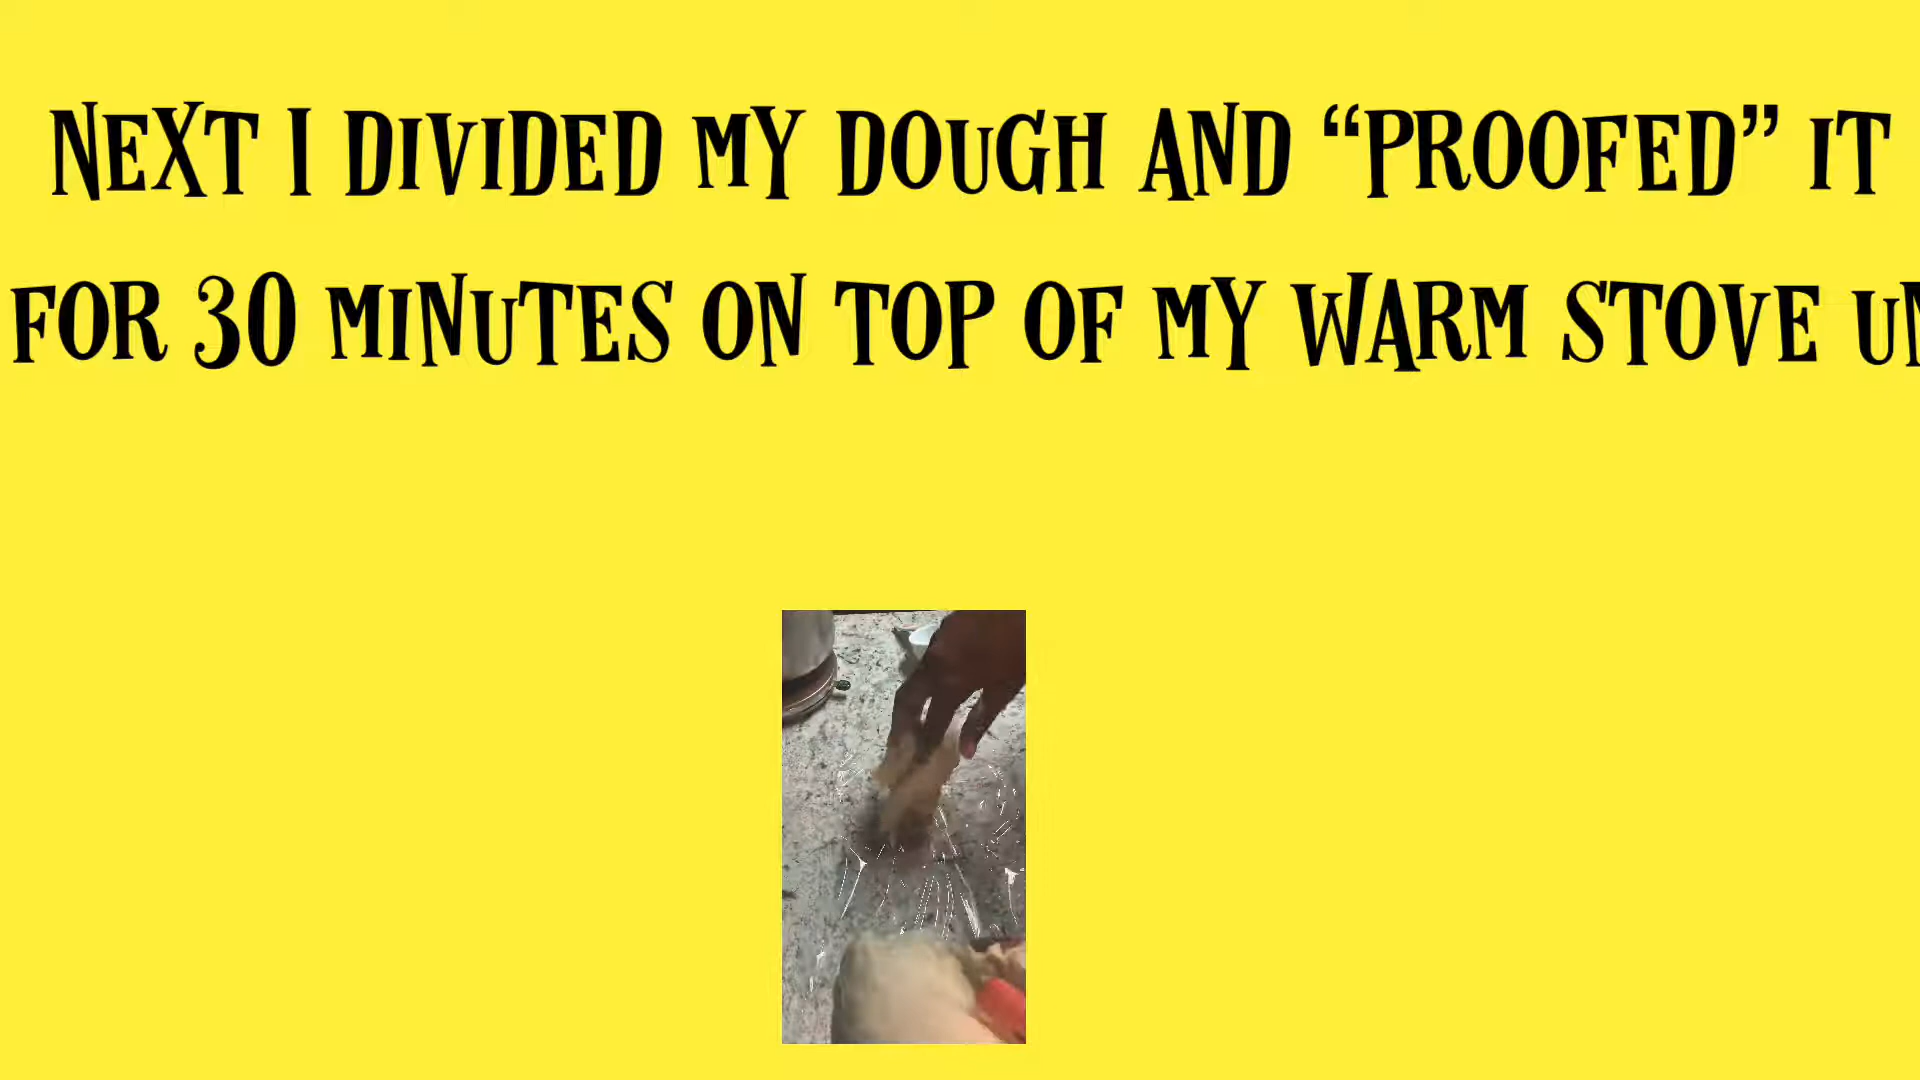 NEXT I DIVIDED MY DOUGH AND “PROOFED” IT
FOR 30 MINUTES ON TOP OF MY WARM STOVE